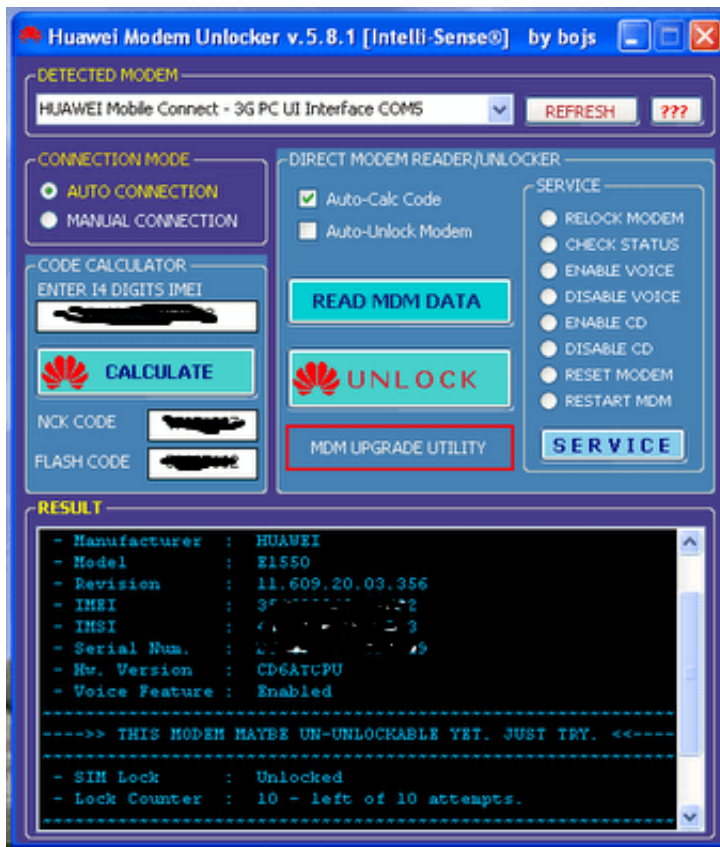 Huawei Modem Unlocker v.5.8.1 [Intelli-Sense®] by bojs
DETECTED MODEM
HUAWEI Mobile Connect - 3G PC UI Interface COM5
REFRESH
???
CONNECTION MODE
AUTO CONNECTION
MANUAL CONNECTION
CODE CALCULATOR
ENTER 14 DIGITS IMEI
CALCULATE
NCK CODE
FLASH CODE
DIRECT MODEM READER/UNLOCKER
Auto-Calc Code
Auto-Unlock Modem
READ MDM DATA
UNLOCK
MDM UPGRADE UTILITY
SERVICE
RELOCK MODEM
CHECK STATUS
ENABLE VOICE
DISABLE VOICE
ENABLE CD
DISABLE CD
RESET MODEM
RESTART MDM
SERVICE
RESULT
- Manufacturer : HUAWEI
- Model : E1550
- Revision : 11.609.20.03.356
- IMEI :
- IMSI :
- Serial Num. :
- Hw. Version : CD6ATCPU
- Voice Feature : Enabled
---->> THIS MODEM MAYBE UN-UNLOCKABLE YET. JUST TRY. <<----
- SIM Lock : Unlocked
- Lock Counter : 10 - left of 10 attempts.